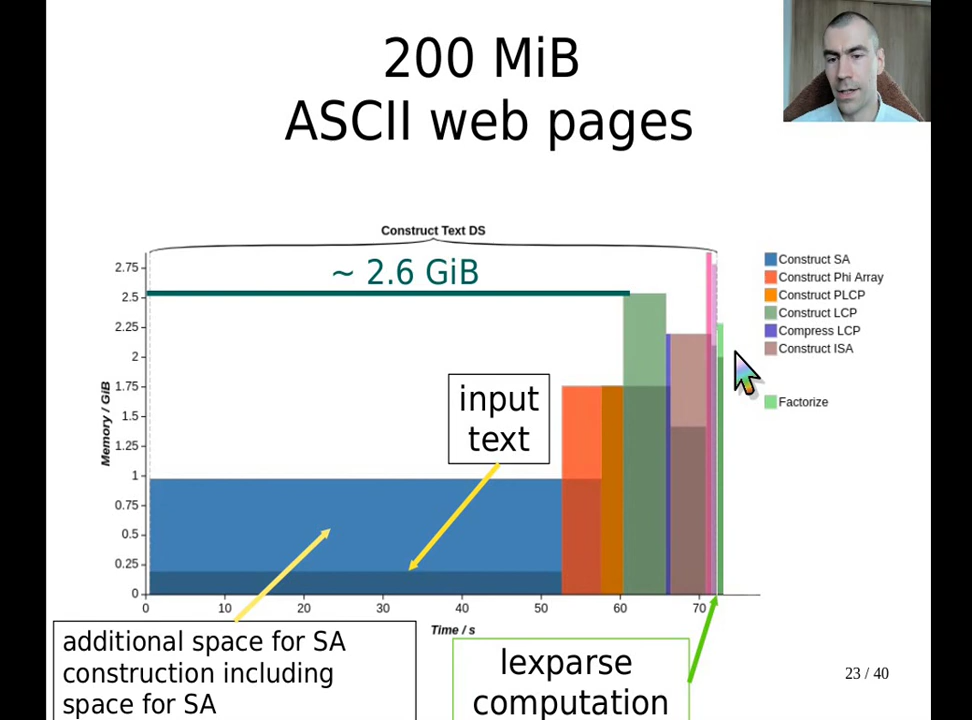 200 MiB
ASCII web pages
Construct Text DS
~ 2.6 GiB
2.75
2.5
2.25
2
1.75
1.5
1.25
1
0.75
0.5
0.25
0
Memory / GiB
input
text
Construct SA
Construct Phi Array
Construct PLCP
Construct LCP
Compress LCP
Construct ISA
Factorize
0 10 20 30 40 50 60 70
Time / s
additional space for SA
construction including
space for SA
lexparse
computation
23 / 40